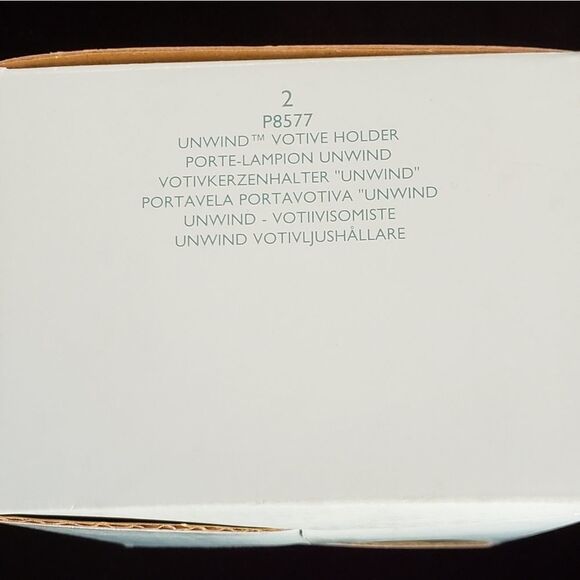 2
P8577
UNWIND™ VOTIVE HOLDER
PORTE-LAMPION UNWIND
VOTIVKERZENHALTER "UNWIND"
PORTAVELA PORTAVOTIVA "UNWIND
UNWIND - VOTIIVISOMISTE
UNWIND VOTIVLJUSHÅLLARE